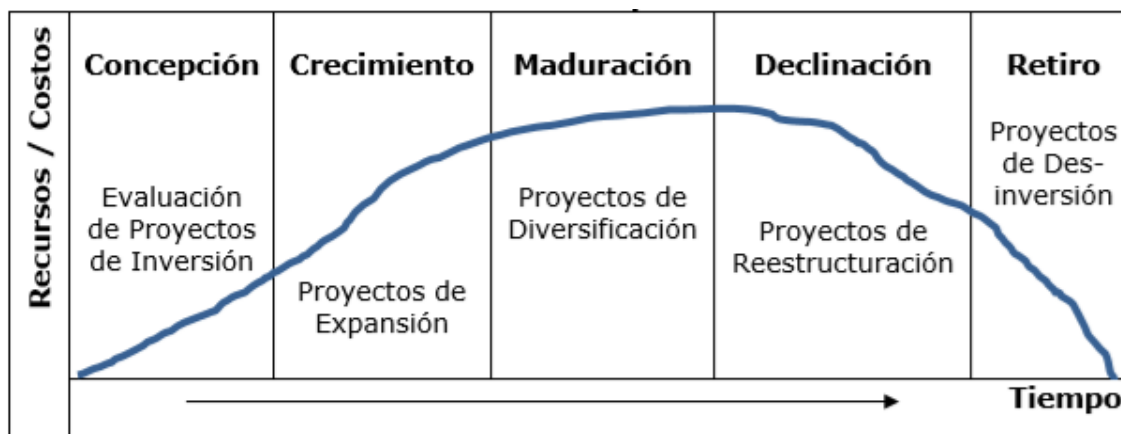 Recursos / Costos
Concepción
Crecimiento
Maduración
Declinación
Retiro
Evaluación
de Proyectos
de Inversión
Proyectos de
Expansión
Proyectos de
Diversificación
Proyectos de
Reestructuración
Proyectos
de Des-
inversión
Tiempo